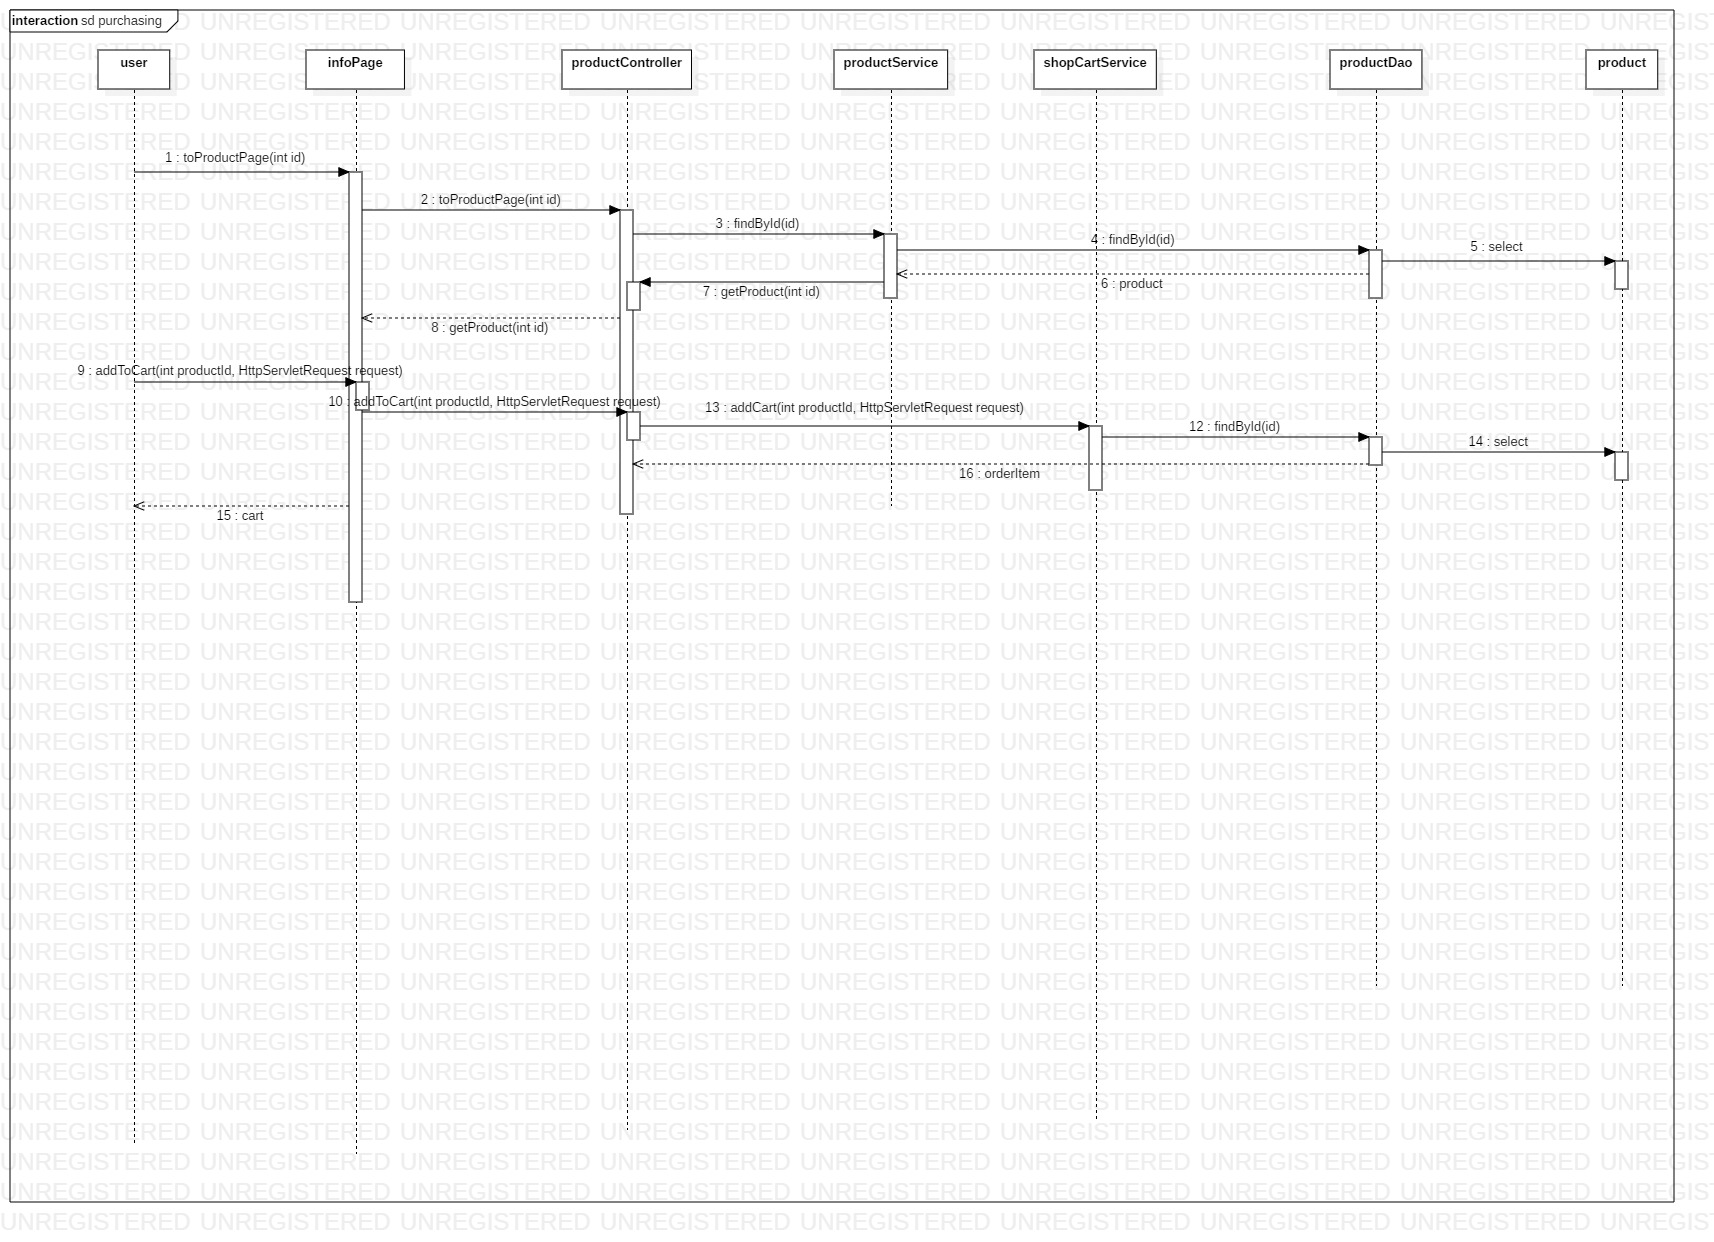 interaction sd purchasing
user
infoPage
productController
productService
shopCartService
productDao
product
1 : toProductPage(int id)
2 : toProductPage(int id)
3 : findById(id)
4 : findById(id)
5 : select
6 : product
7 : getProduct(int id)
8 : getProduct(int id)
9 : addToCart(int productId, HttpServletRequest request)
10 : addToCart(int productId, HttpServletRequest request)
13 : addCart(int productId, HttpServletRequest request)
12 : findById(id)
14 : select
16 : orderItem
15 : cart
UNREGISTERED